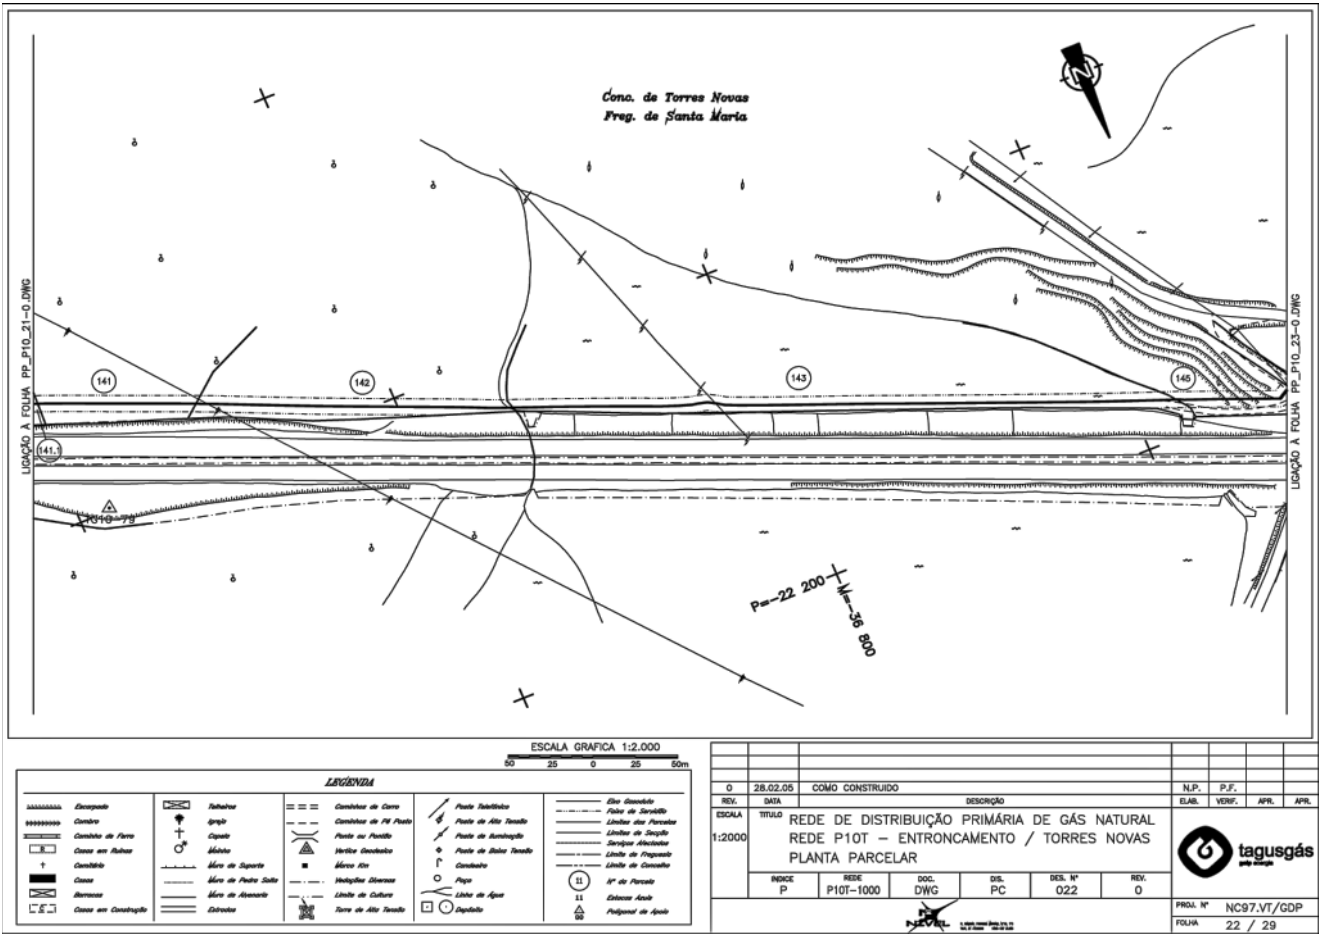 Conc. de Torres Novas
Freg. de Santa Maria
N
LIGAÇÃO À FOLHA PP_P10_21-0.DWG
LIGAÇÃO À FOLHA PP_P10_23-0.DWG
141
142
143
145
141.1
P=-22 200
M=-36 800
ESCALA GRAFICA 1:2.000
50 25 0 25 50m
LEGENDA
Escarpado
Combro
Caminho de Ferro
Casas em Ruinas
Cemitério
Casas
Barracas
Casas em Construção
Telheiros
Igreja
Capela
Moinho
Muro de Suporte
Muro de Pedra Solta
Muro de Alvenaria
Estradas
Caminhos de Carro
Caminhos de Pé Posto
Ponte ou Pontão
Vertice Geodesico
Marco Km
Vedações Diversas
Limite de Cultura
Torre de Alta Tensão
Poste Telefónico
Poste de Alta Tensão
Poste de Iluminação
Poste de Baixa Tensão
Candeeiro
Poço
Linha de Água
Depósito
Eixo Gasoduto
Faixa de Servidão
Limites das Parcelas
Limites de Secção
Serviços Afectados
Limite de Freguesia
Limite de Concelho
11 Nº de Parcela
11 Estacas Axula
Poligonal de Apoio
0 28.02.05 COMO CONSTRUIDO N.P. P.F.
REV. DATA DESCRIÇÃO ELAB. VERIF. APR. APR.
ESCALA
1:2000
TITULO
REDE DE DISTRIBUIÇÃO PRIMÁRIA DE GÁS NATURAL
REDE P10T - ENTRONCAMENTO / TORRES NOVAS
PLANTA PARCELAR
INDICE REDE DOC. DIS. DES. Nº REV.
P P10T-1000 DWG PC 022 0
tagusgás
galp energia
NIVEL
PROJ. Nº NC97.VT/GDP
FOLHA 22 / 29